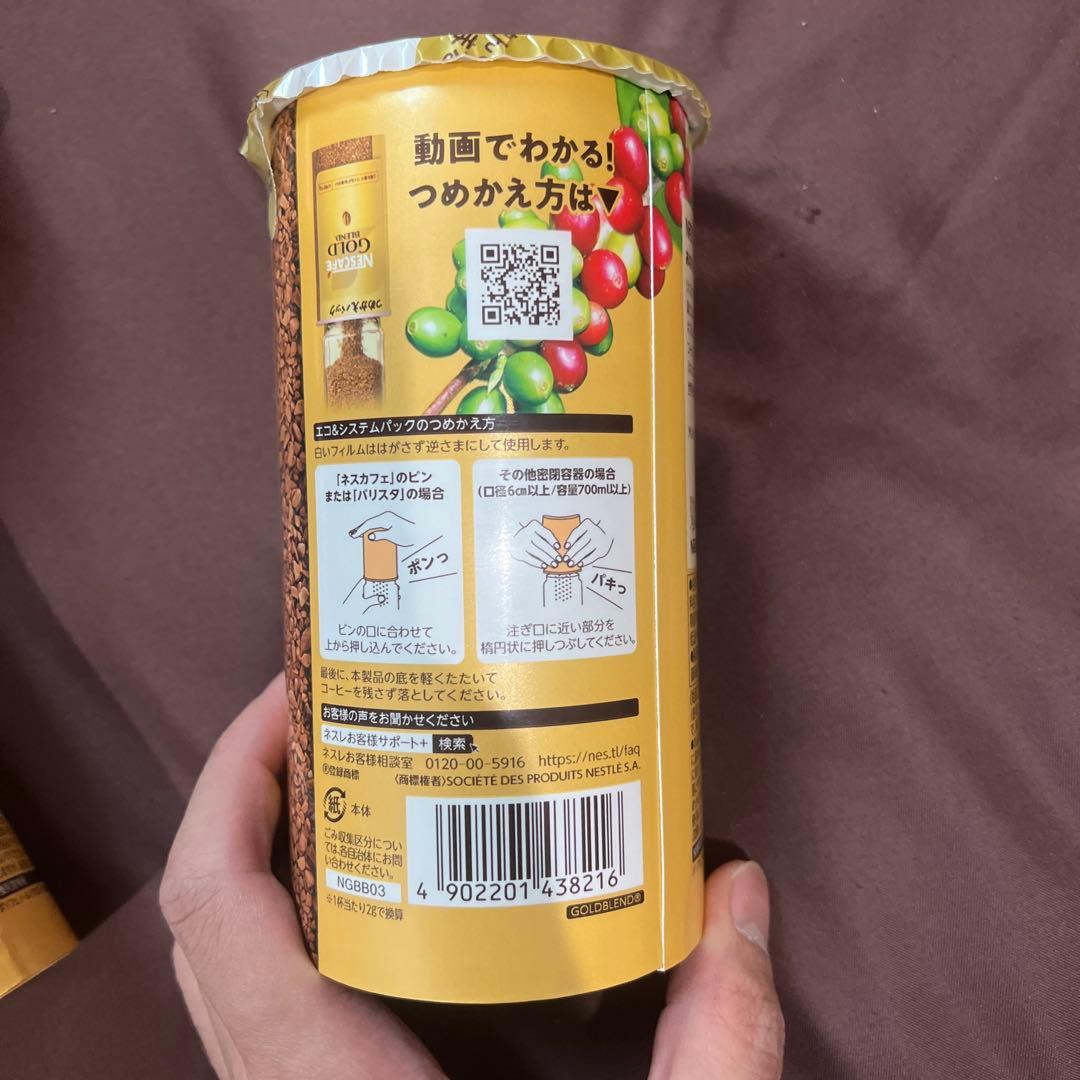 動画でわかる!
つめかえ方は▼
NESCAFÉ
GOLD
BLEND
つめかえパック
エコ&システムパックのつめかえ方
白いフィルムははがさず逆さまにして使用します。
「ネスカフェ」のビン
または「バリスタ」の場合
ポンっ
ビンの口に合わせて
上から押し込んでください。
その他密閉容器の場合
(口径6cm以上/容量700ml以上)
パキっ
注ぎ口に近い部分を
楕円状に押しつぶしてください。
最後に、本製品の底を軽くたたいて
コーヒーを残さず落としてください。
お客様の声をお聞かせください
ネスレお客様サポート+ 検索
ネスレお客様相談室 0120-00-5916 https://nes.tl/faq
®登録商標 〈商標権者〉SOCIÉTÉ DES PRODUITS NESTLÉ S.A.
紙 本体
ごみ収集区分につい
ては、各自治体にお問
い合わせください。
NGBB03
※1杯当たり2gで換算
4 902201 438216
GOLDBLEND®